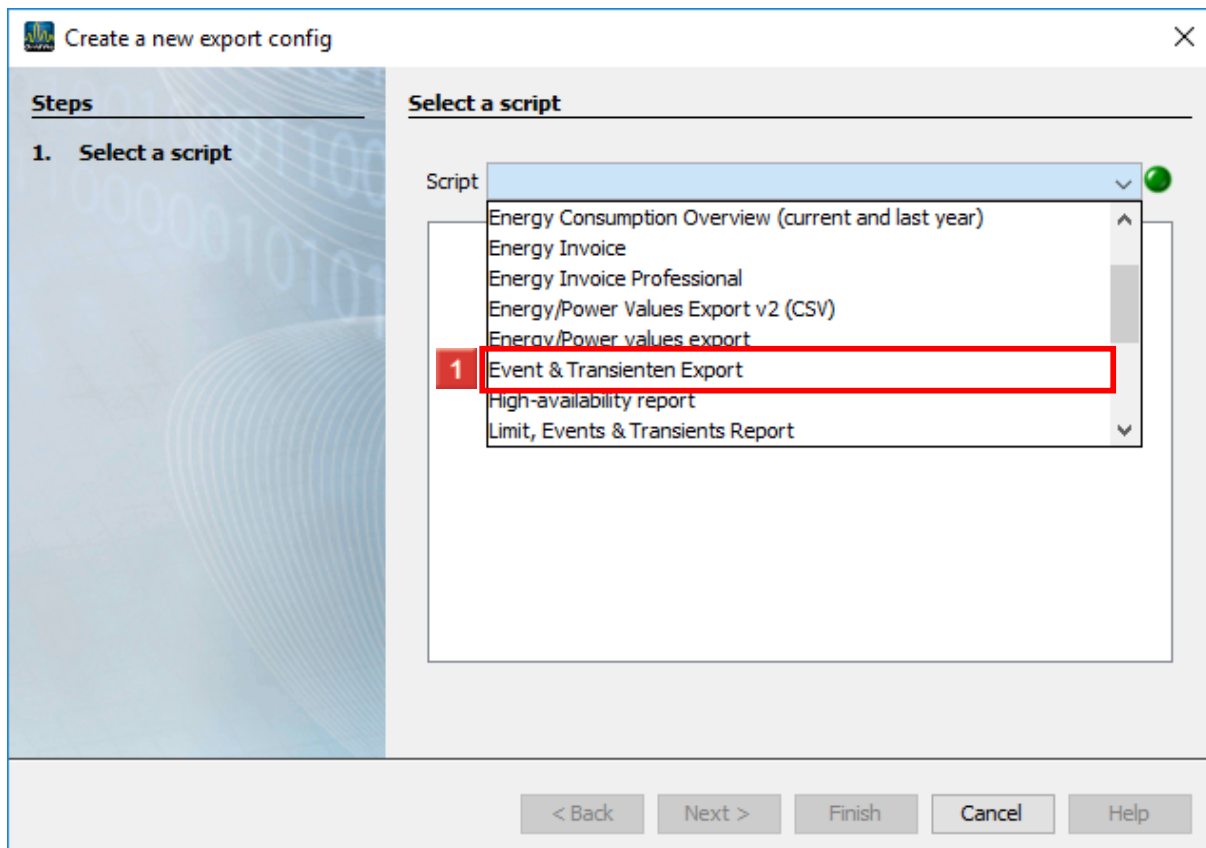 Create a new export config
Steps
1. Select a script
Select a script
Script
Energy Consumption Overview (current and last year)
Energy Invoice
Energy Invoice Professional
Energy/Power Values Export v2 (CSV)
Energy/Power values export
1 Event & Transienten Export
High-availability report
Limit, Events & Transients Report
< Back Next > Finish Cancel Help